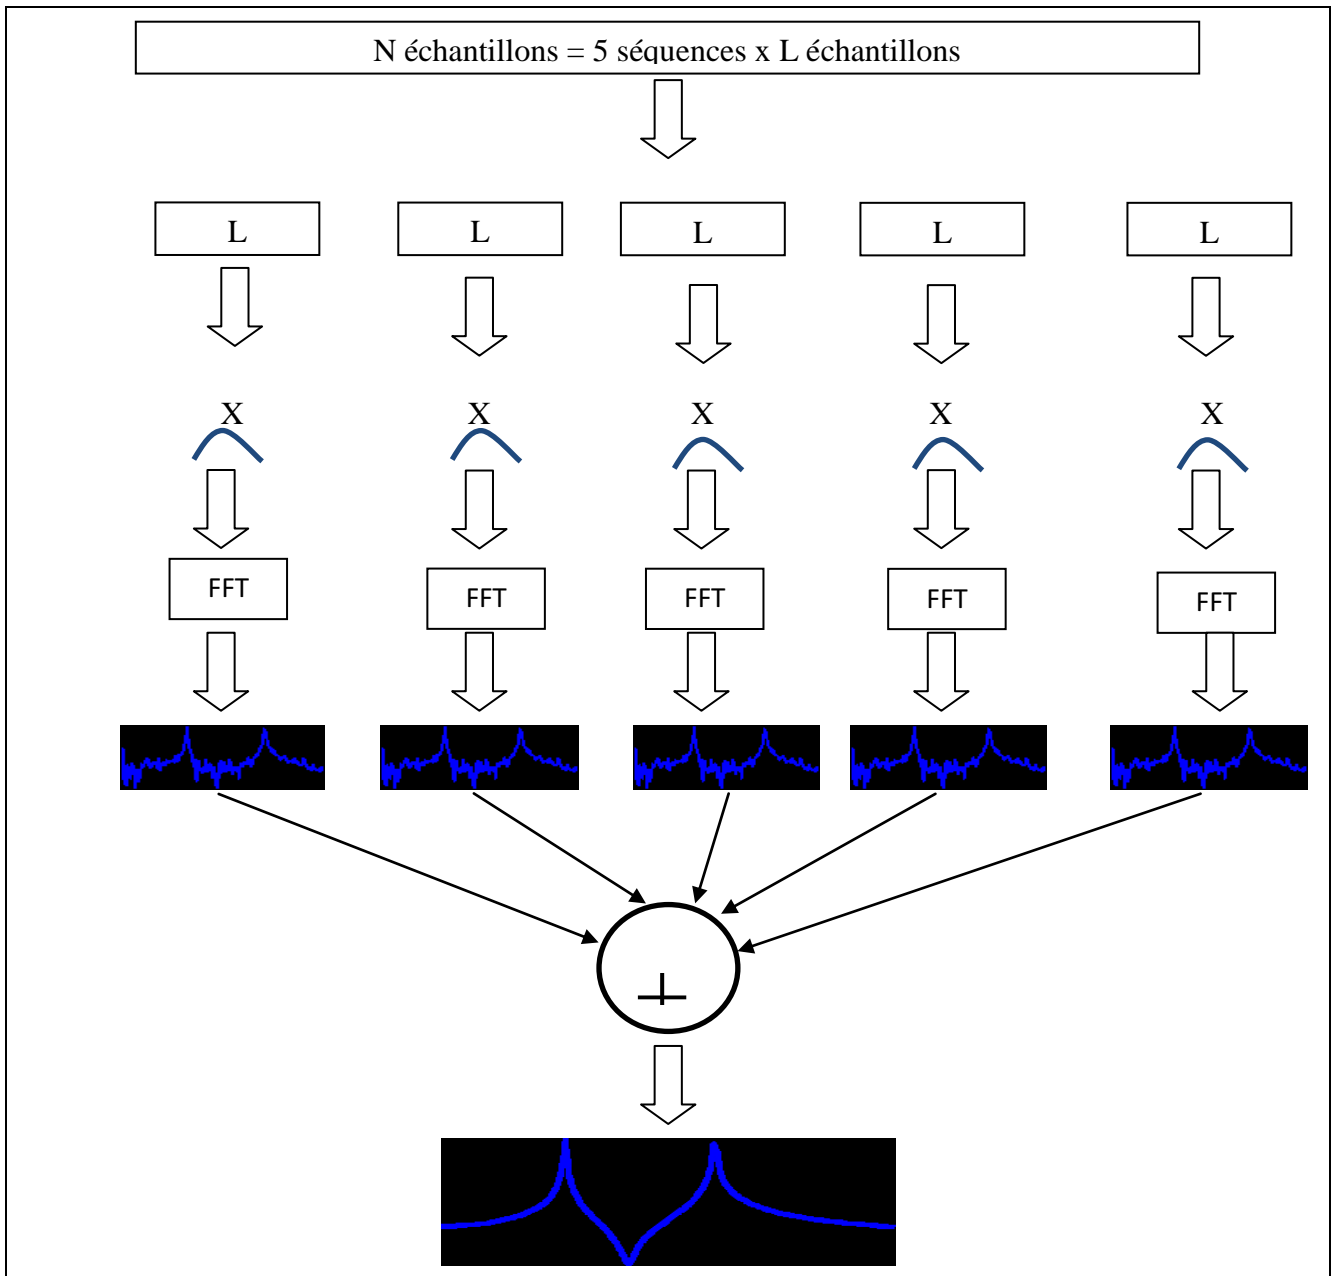 N échantillons = 5 séquences x L échantillons
L L L L L
X X X X X
FFT FFT FFT FFT FFT
+